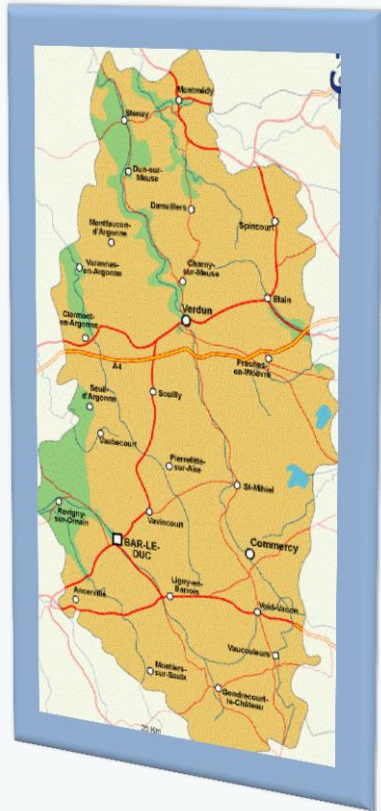 Montmédy
Stenay
Dun-sur-
Meuse
Damvillers
Spincourt
Montfaucon-
d'Argonne
Varennes-
en-Argonne
Charny-
sur-Meuse
Etain
Verdun
Clermont-
en-Argonne
A4
Fresnes-
en-Woëvre
Seuil-
d'Argonne
Souilly
Vaubecourt
Pierrefitte-
sur-Aire
St-Mihiel
Revigny-
sur-Ornain
Vavincourt
BAR-LE-
DUC
Commercy
Ancerville
Ligny-en-
Barrois
Void-Vacon
Vaucouleurs
Montiers-
sur-Saulx
Gondrecourt-
le-Château
25 Km